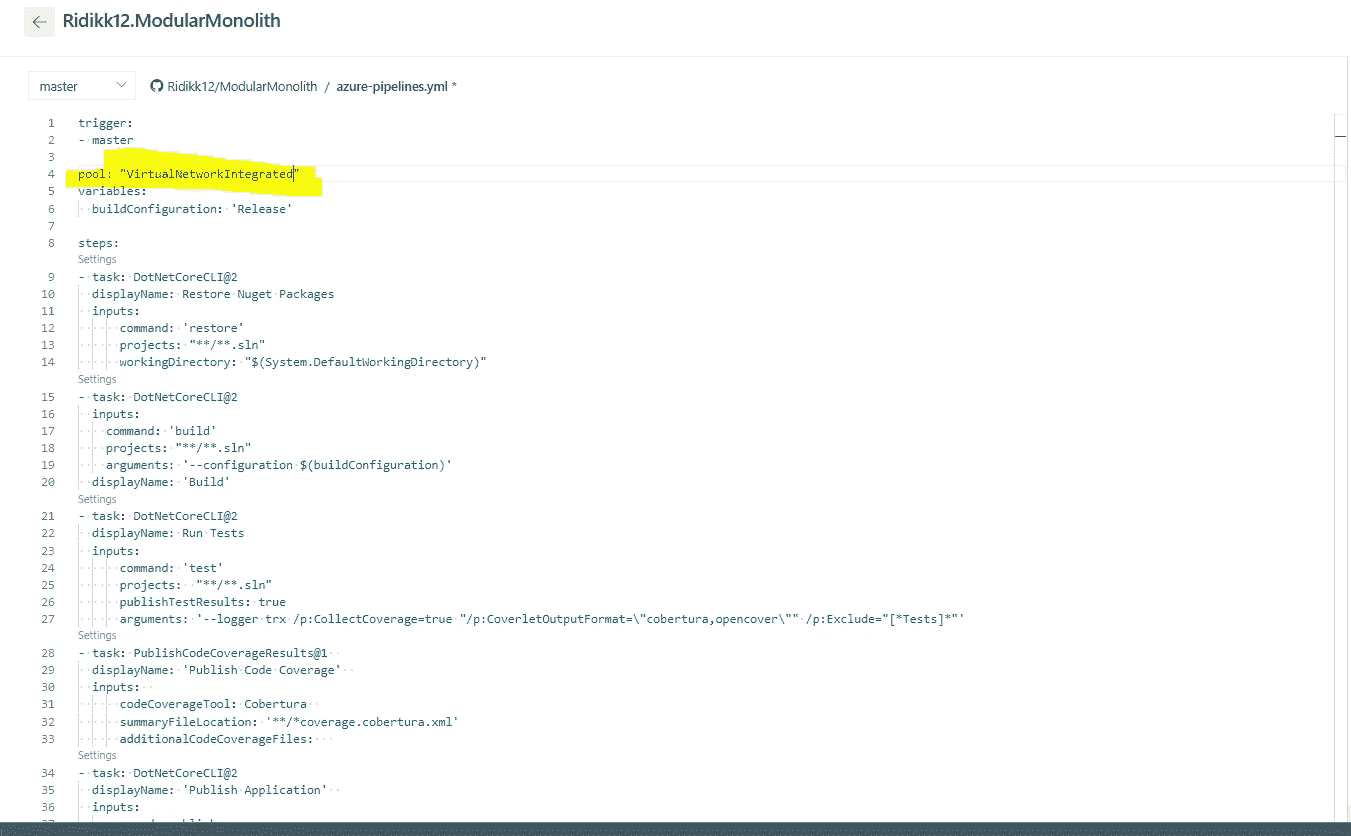 Ridikk12.ModularMonolith
master Ridikk12/ModularMonolith / azure-pipelines.yml *
1 trigger:
2 - master
3
4 pool: "VirtualNetworkIntegrated"
5 variables:
6 buildConfiguration: 'Release'
7
8 steps:
Settings
9 - task: DotNetCoreCLI@2
10 displayName: Restore Nuget Packages
11 inputs:
12 command: 'restore'
13 projects: "**/**.sln"
14 workingDirectory: "$(System.DefaultWorkingDirectory)"
Settings
15 - task: DotNetCoreCLI@2
16 inputs:
17 command: 'build'
18 projects: "**/**.sln"
19 arguments: '--configuration $(buildConfiguration)'
20 displayName: 'Build'
Settings
21 - task: DotNetCoreCLI@2
22 displayName: Run Tests
23 inputs:
24 command: 'test'
25 projects: "**/**.sln"
26 publishTestResults: true
27 arguments: '--logger trx /p:CollectCoverage=true "/p:CoverletOutputFormat=\"cobertura,opencover\"" /p:Exclude="[*Tests]*"'
Settings
28 - task: PublishCodeCoverageResults@1
29 displayName: 'Publish Code Coverage'
30 inputs:
31 codeCoverageTool: Cobertura
32 summaryFileLocation: '**/*coverage.cobertura.xml'
33 additionalCodeCoverageFiles:
Settings
34 - task: DotNetCoreCLI@2
35 displayName: 'Publish Application'
36 inputs: